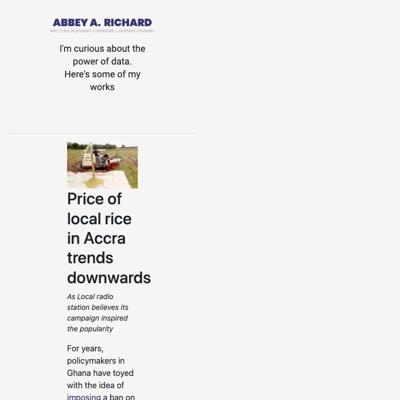 ABBEY A. RICHARD
I'm curious about the
power of data.
Here's some of my
works
Price of
local rice
in Accra
trends
downwards
As Local radio
station believes its
campaign inspired
the popularity
For years,
policymakers in
Ghana have toyed
with the idea of
imposing a ban on